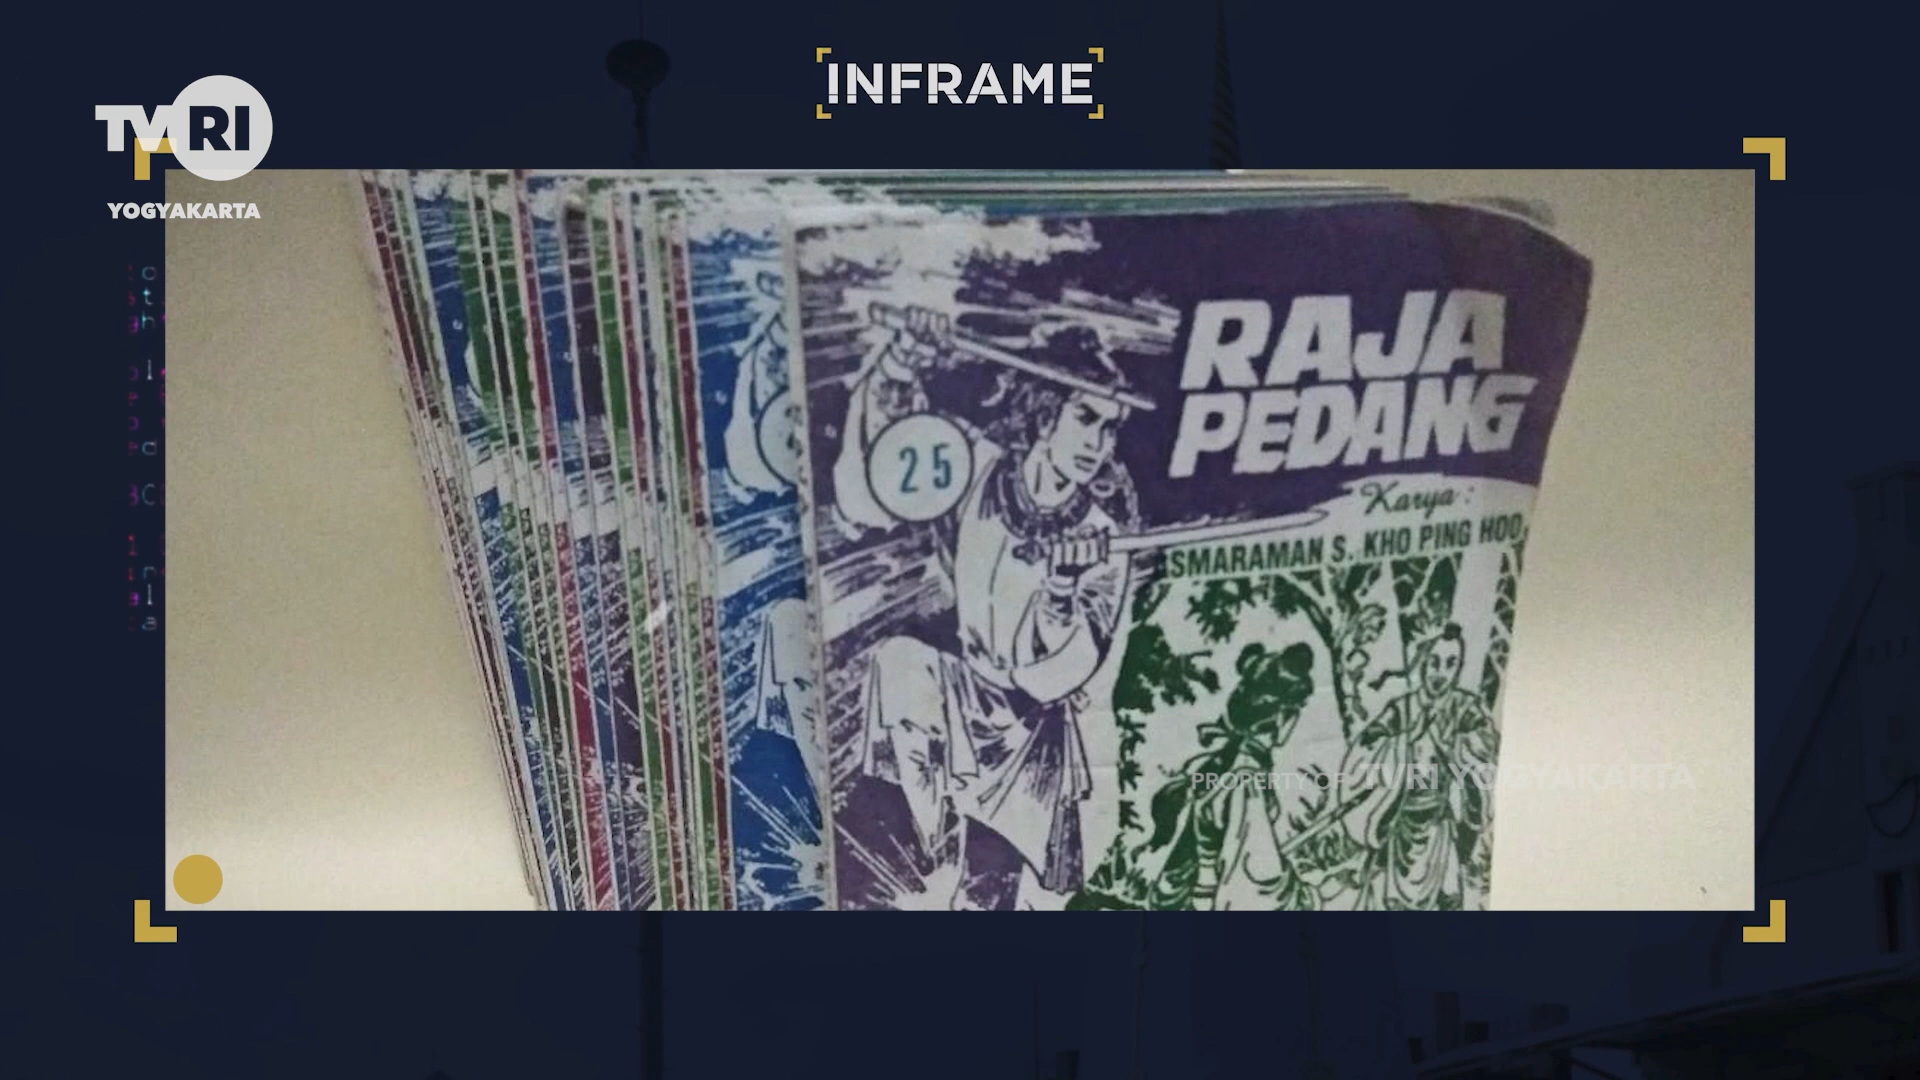 INFRAME
TVRI
YOGYAKARTA
RAJA
PEDANG
25
Karya :
ASMARAMAN S. KHO PING HOO
PROPERTY OF TVRI YOGYAKARTA